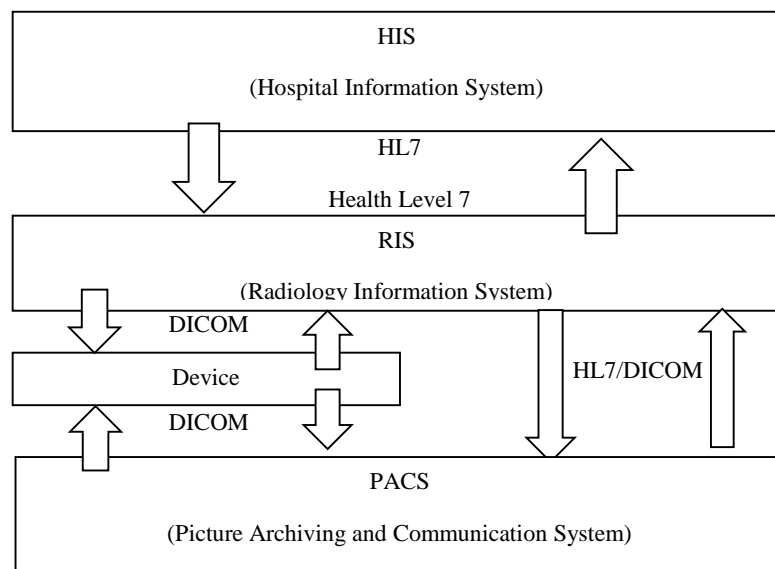 HIS
(Hospital Information System)
HL7
Health Level 7
RIS
(Radiology Information System)
DICOM
HL7/DICOM
Device
DICOM
PACS
(Picture Archiving and Communication System)